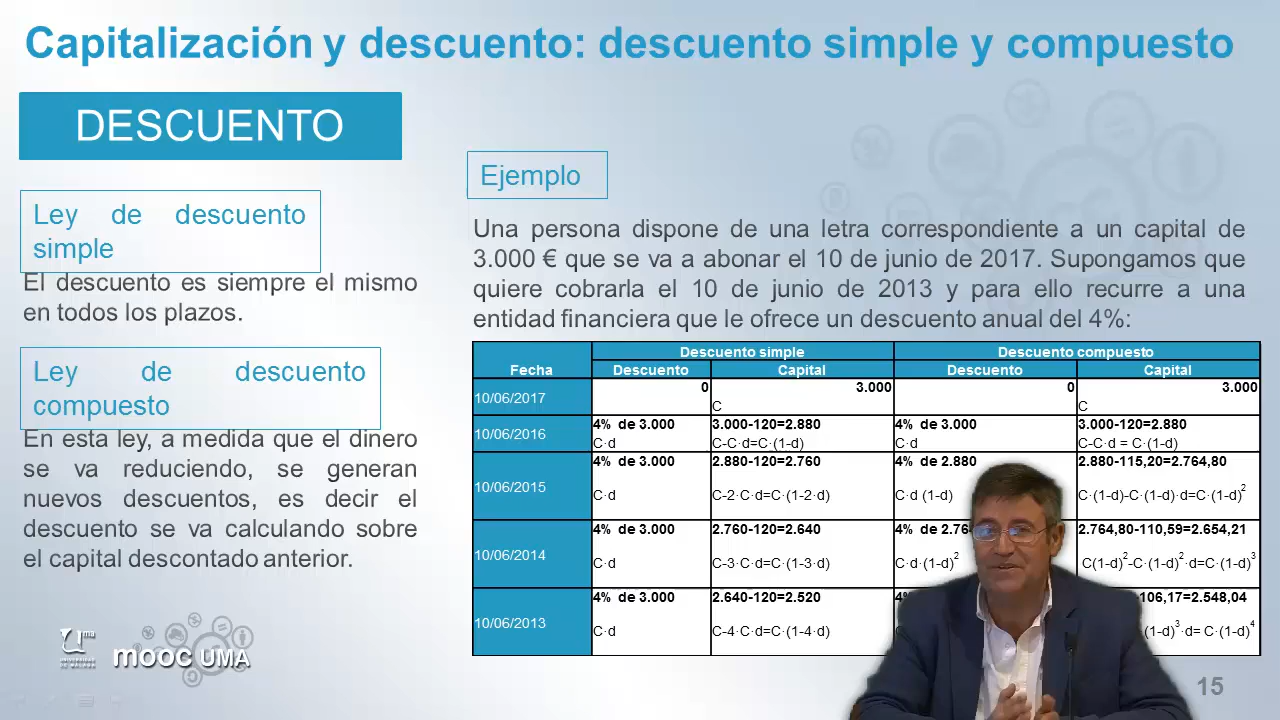 Capitalización y descuento: descuento simple y compuesto
DESCUENTO
Ley de descuento
simple
El descuento es siempre el mismo
en todos los plazos.
Ley de descuento
compuesto
En esta ley, a medida que el dinero
se va reduciendo, se generan
nuevos descuentos, es decir el
descuento se va calculando sobre
el capital descontado anterior.
Ejemplo
Una persona dispone de una letra correspondiente a un capital de
3.000 € que se va a abonar el 10 de junio de 2017. Supongamos que
quiere cobrarla el 10 de junio de 2013 y para ello recurre a una
entidad financiera que le ofrece un descuento anual del 4%:
Fecha Descuento simple Descuento compuesto
Descuento Capital Descuento Capital
10/06/2017 0 3.000 0 3.000
C C
10/06/2016 4% de 3.000 3.000-120=2.880 4% de 3.000 3.000-120=2.880
C·d C-C·d=C·(1-d) C·d C-C·d = C·(1-d)
10/06/2015 4% de 3.000 2.880-120=2.760 4% de 2.880 2.880-115,20=2.764,80
C·d C-2·C·d=C·(1-2·d) C·d (1-d) C·(1-d)-C·(1-d)·d=C·(1-d)²
10/06/2014 4% de 3.000 2.760-120=2.640 4% de 2.76 2.764,80-110,59=2.654,21
C·d C-3·C·d=C·(1-3·d) C·d·(1-d)² C(1-d)²-C·(1-d)²·d=C·(1-d)³
10/06/2013 4% de 3.000 2.640-120=2.520 106,17=2.548,04
C·d C-4·C·d=C·(1-4·d) (1-d)³·d= C·(1-d)⁴
uma
mooc UMA
15